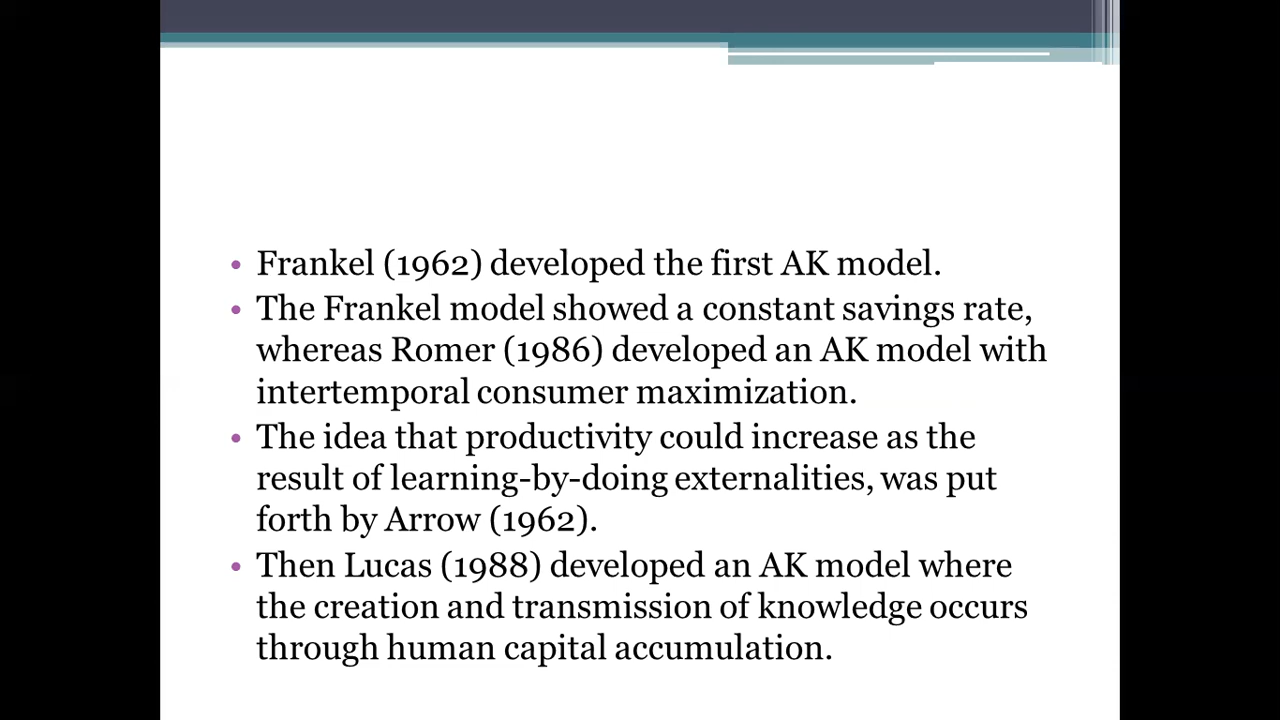 • Frankel (1962) developed the first AK model.
• The Frankel model showed a constant savings rate,
whereas Romer (1986) developed an AK model with
intertemporal consumer maximization.
• The idea that productivity could increase as the
result of learning-by-doing externalities, was put
forth by Arrow (1962).
• Then Lucas (1988) developed an AK model where
the creation and transmission of knowledge occurs
through human capital accumulation.